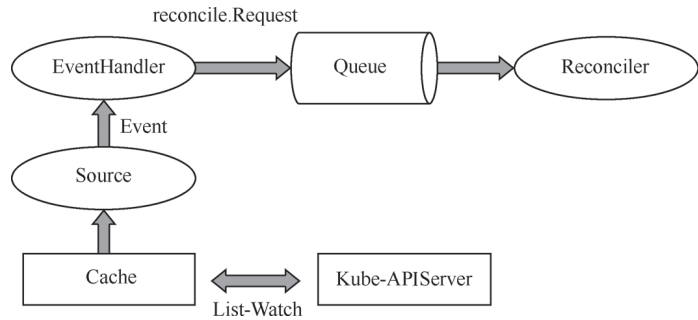 reconcile.Request
EventHandler
Queue
Reconciler
Event
Source
Cache
Kube-APIServer
List-Watch